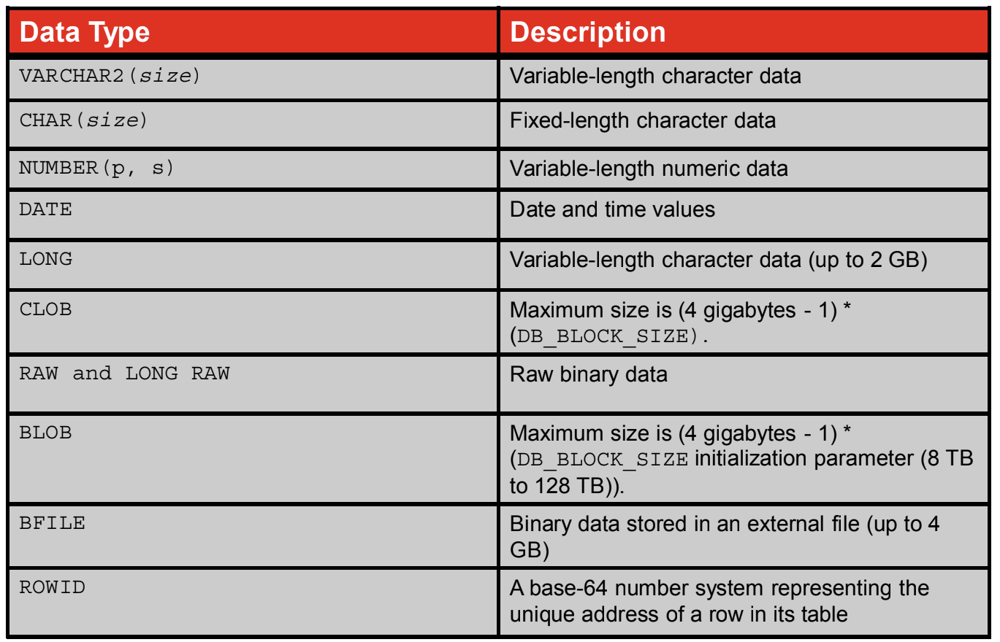 Data Type Description
VARCHAR2(size) Variable-length character data
CHAR(size) Fixed-length character data
NUMBER(p, s) Variable-length numeric data
DATE Date and time values
LONG Variable-length character data (up to 2 GB)
CLOB Maximum size is (4 gigabytes - 1) *
(DB_BLOCK_SIZE).
RAW and LONG RAW Raw binary data
BLOB Maximum size is (4 gigabytes - 1) *
(DB_BLOCK_SIZE initialization parameter (8 TB
to 128 TB)).
BFILE Binary data stored in an external file (up to 4
GB)
ROWID A base-64 number system representing the
unique address of a row in its table